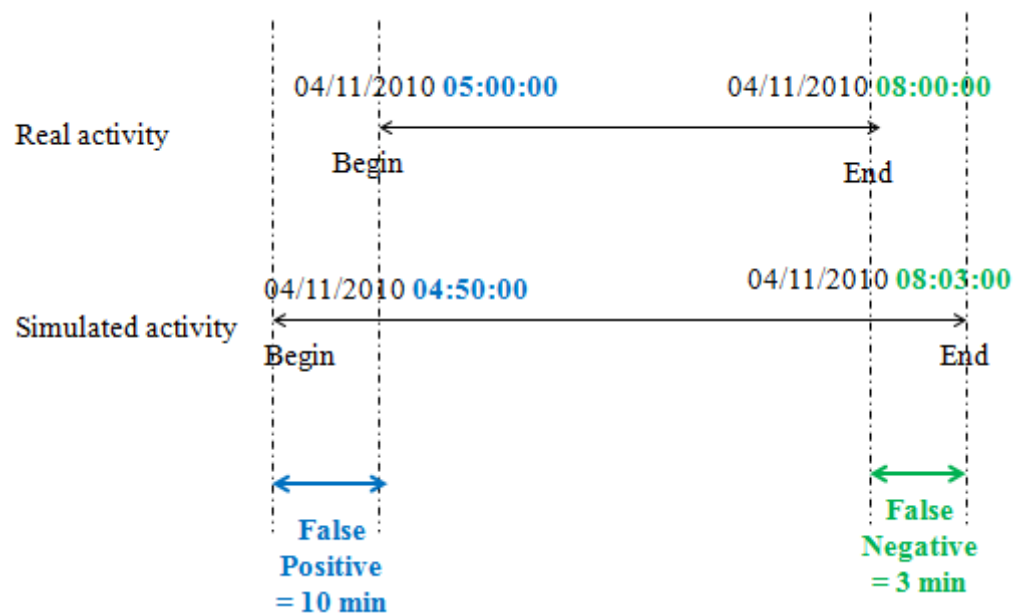 04/11/2010 05:00:00
04/11/2010 08:00:00
Real activity
Begin
End
04/11/2010 04:50:00
04/11/2010 08:03:00
Simulated activity
Begin
End
False
Positive
= 10 min
False
Negative
= 3 min